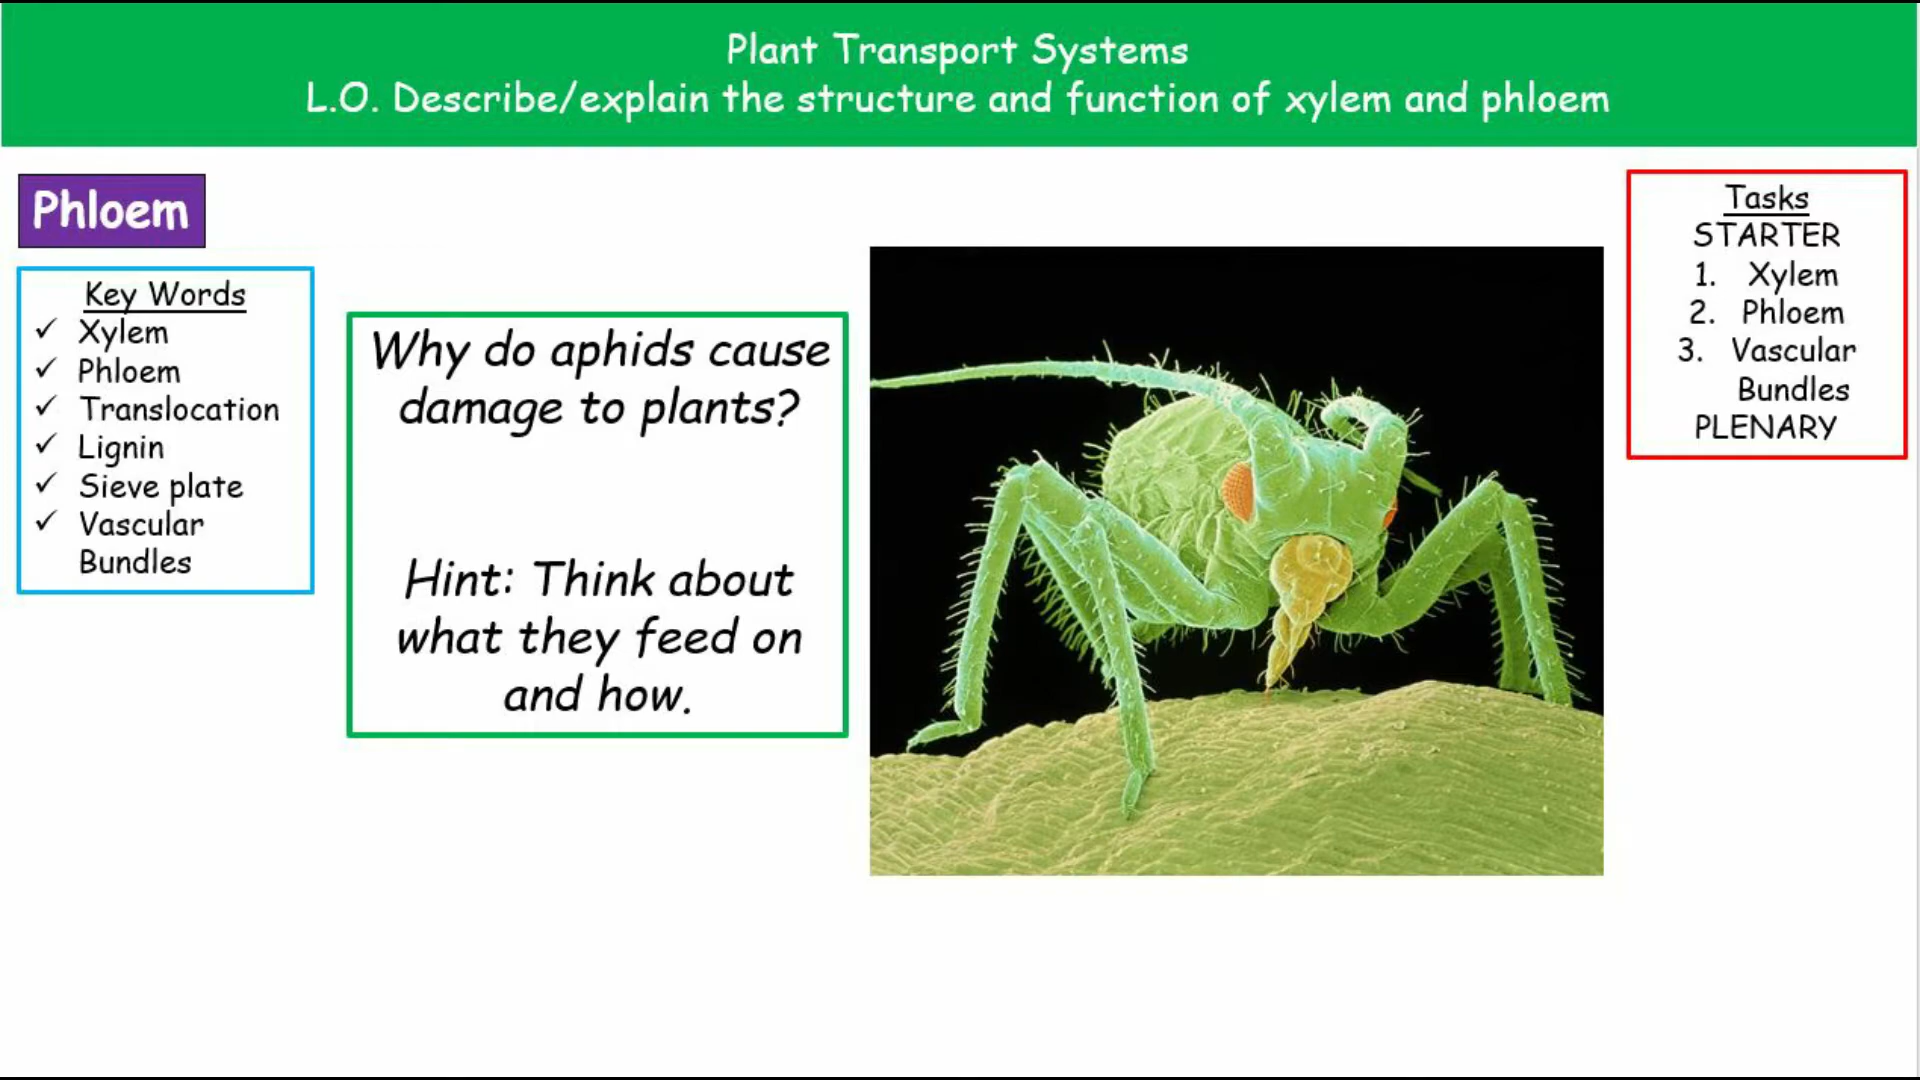 Plant Transport Systems
L.O. Describe/explain the structure and function of xylem and phloem
Phloem
Key Words
✓ Xylem
✓ Phloem
✓ Translocation
✓ Lignin
✓ Sieve plate
✓ Vascular
Bundles
Why do aphids cause
damage to plants?
Hint: Think about
what they feed on
and how.
Tasks
STARTER
1. Xylem
2. Phloem
3. Vascular
Bundles
PLENARY